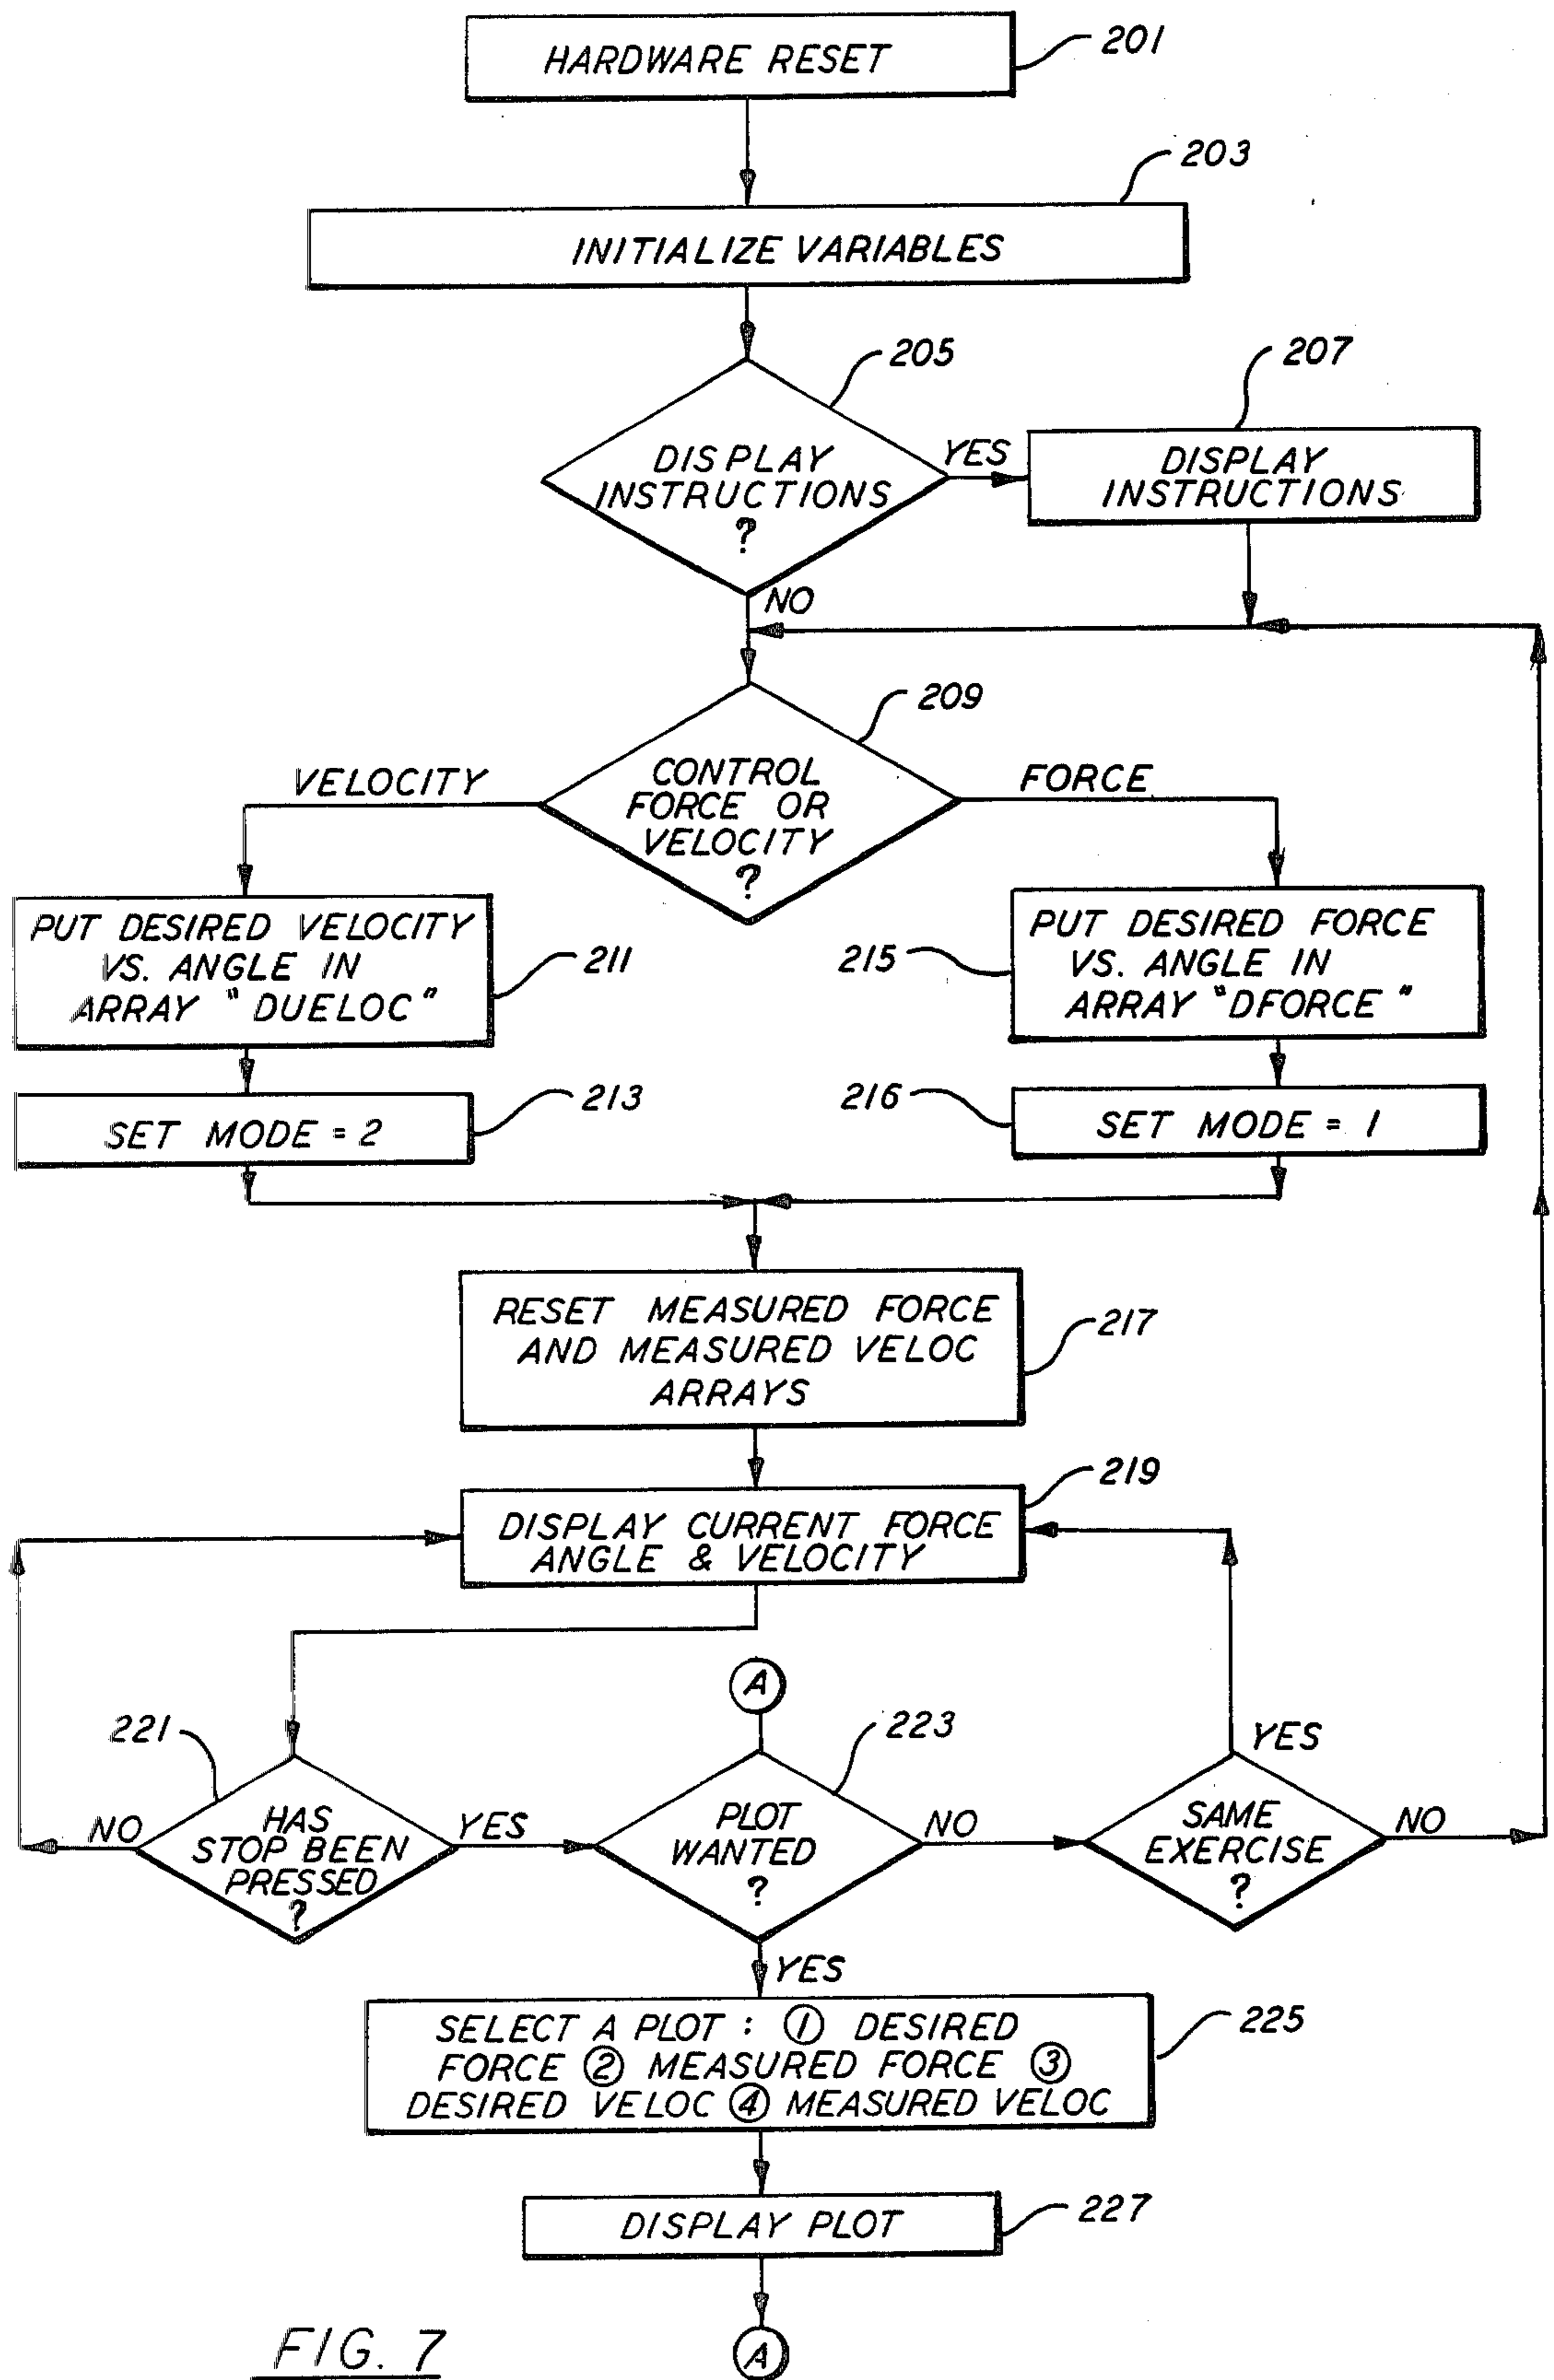 HARDWARE RESET
201
203
INITIALIZE VARIABLES
205
207
DISPLAY
INSTRUCTIONS
?
YES
DISPLAY
INSTRUCTIONS
NO
209
VELOCITY
CONTROL
FORCE OR
VELOCITY
?
FORCE
PUT DESIRED VELOCITY
VS. ANGLE IN
ARRAY "DUELOC"
211
215
PUT DESIRED FORCE
VS. ANGLE IN
ARRAY "DFORCE"
SET MODE = 2
213
216
SET MODE = 1
RESET MEASURED FORCE
AND MEASURED VELOC
ARRAYS
217
219
DISPLAY CURRENT FORCE
ANGLE & VELOCITY
A
221
223
YES
NO
HAS
STOP BEEN
PRESSED
?
YES
PLOT
WANTED
?
NO
SAME
EXERCISE
?
NO
YES
SELECT A PLOT : ① DESIRED
FORCE ② MEASURED FORCE ③
DESIRED VELOC ④ MEASURED VELOC
225
DISPLAY PLOT
227
A
FIG. 7